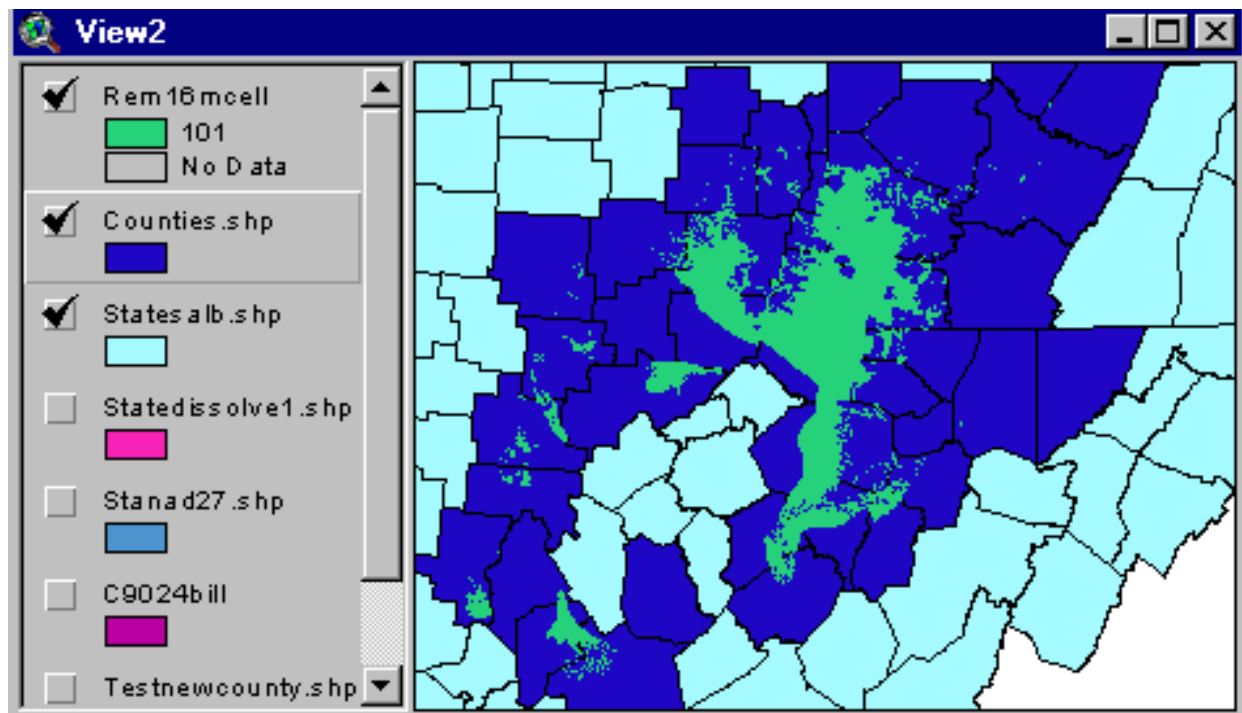 View2
Rem16mcell
101
No Data
Counties.shp
Statesalb.shp
Statedissolve1.shp
Stanad27.shp
C9024bill
Testnewcounty.shp